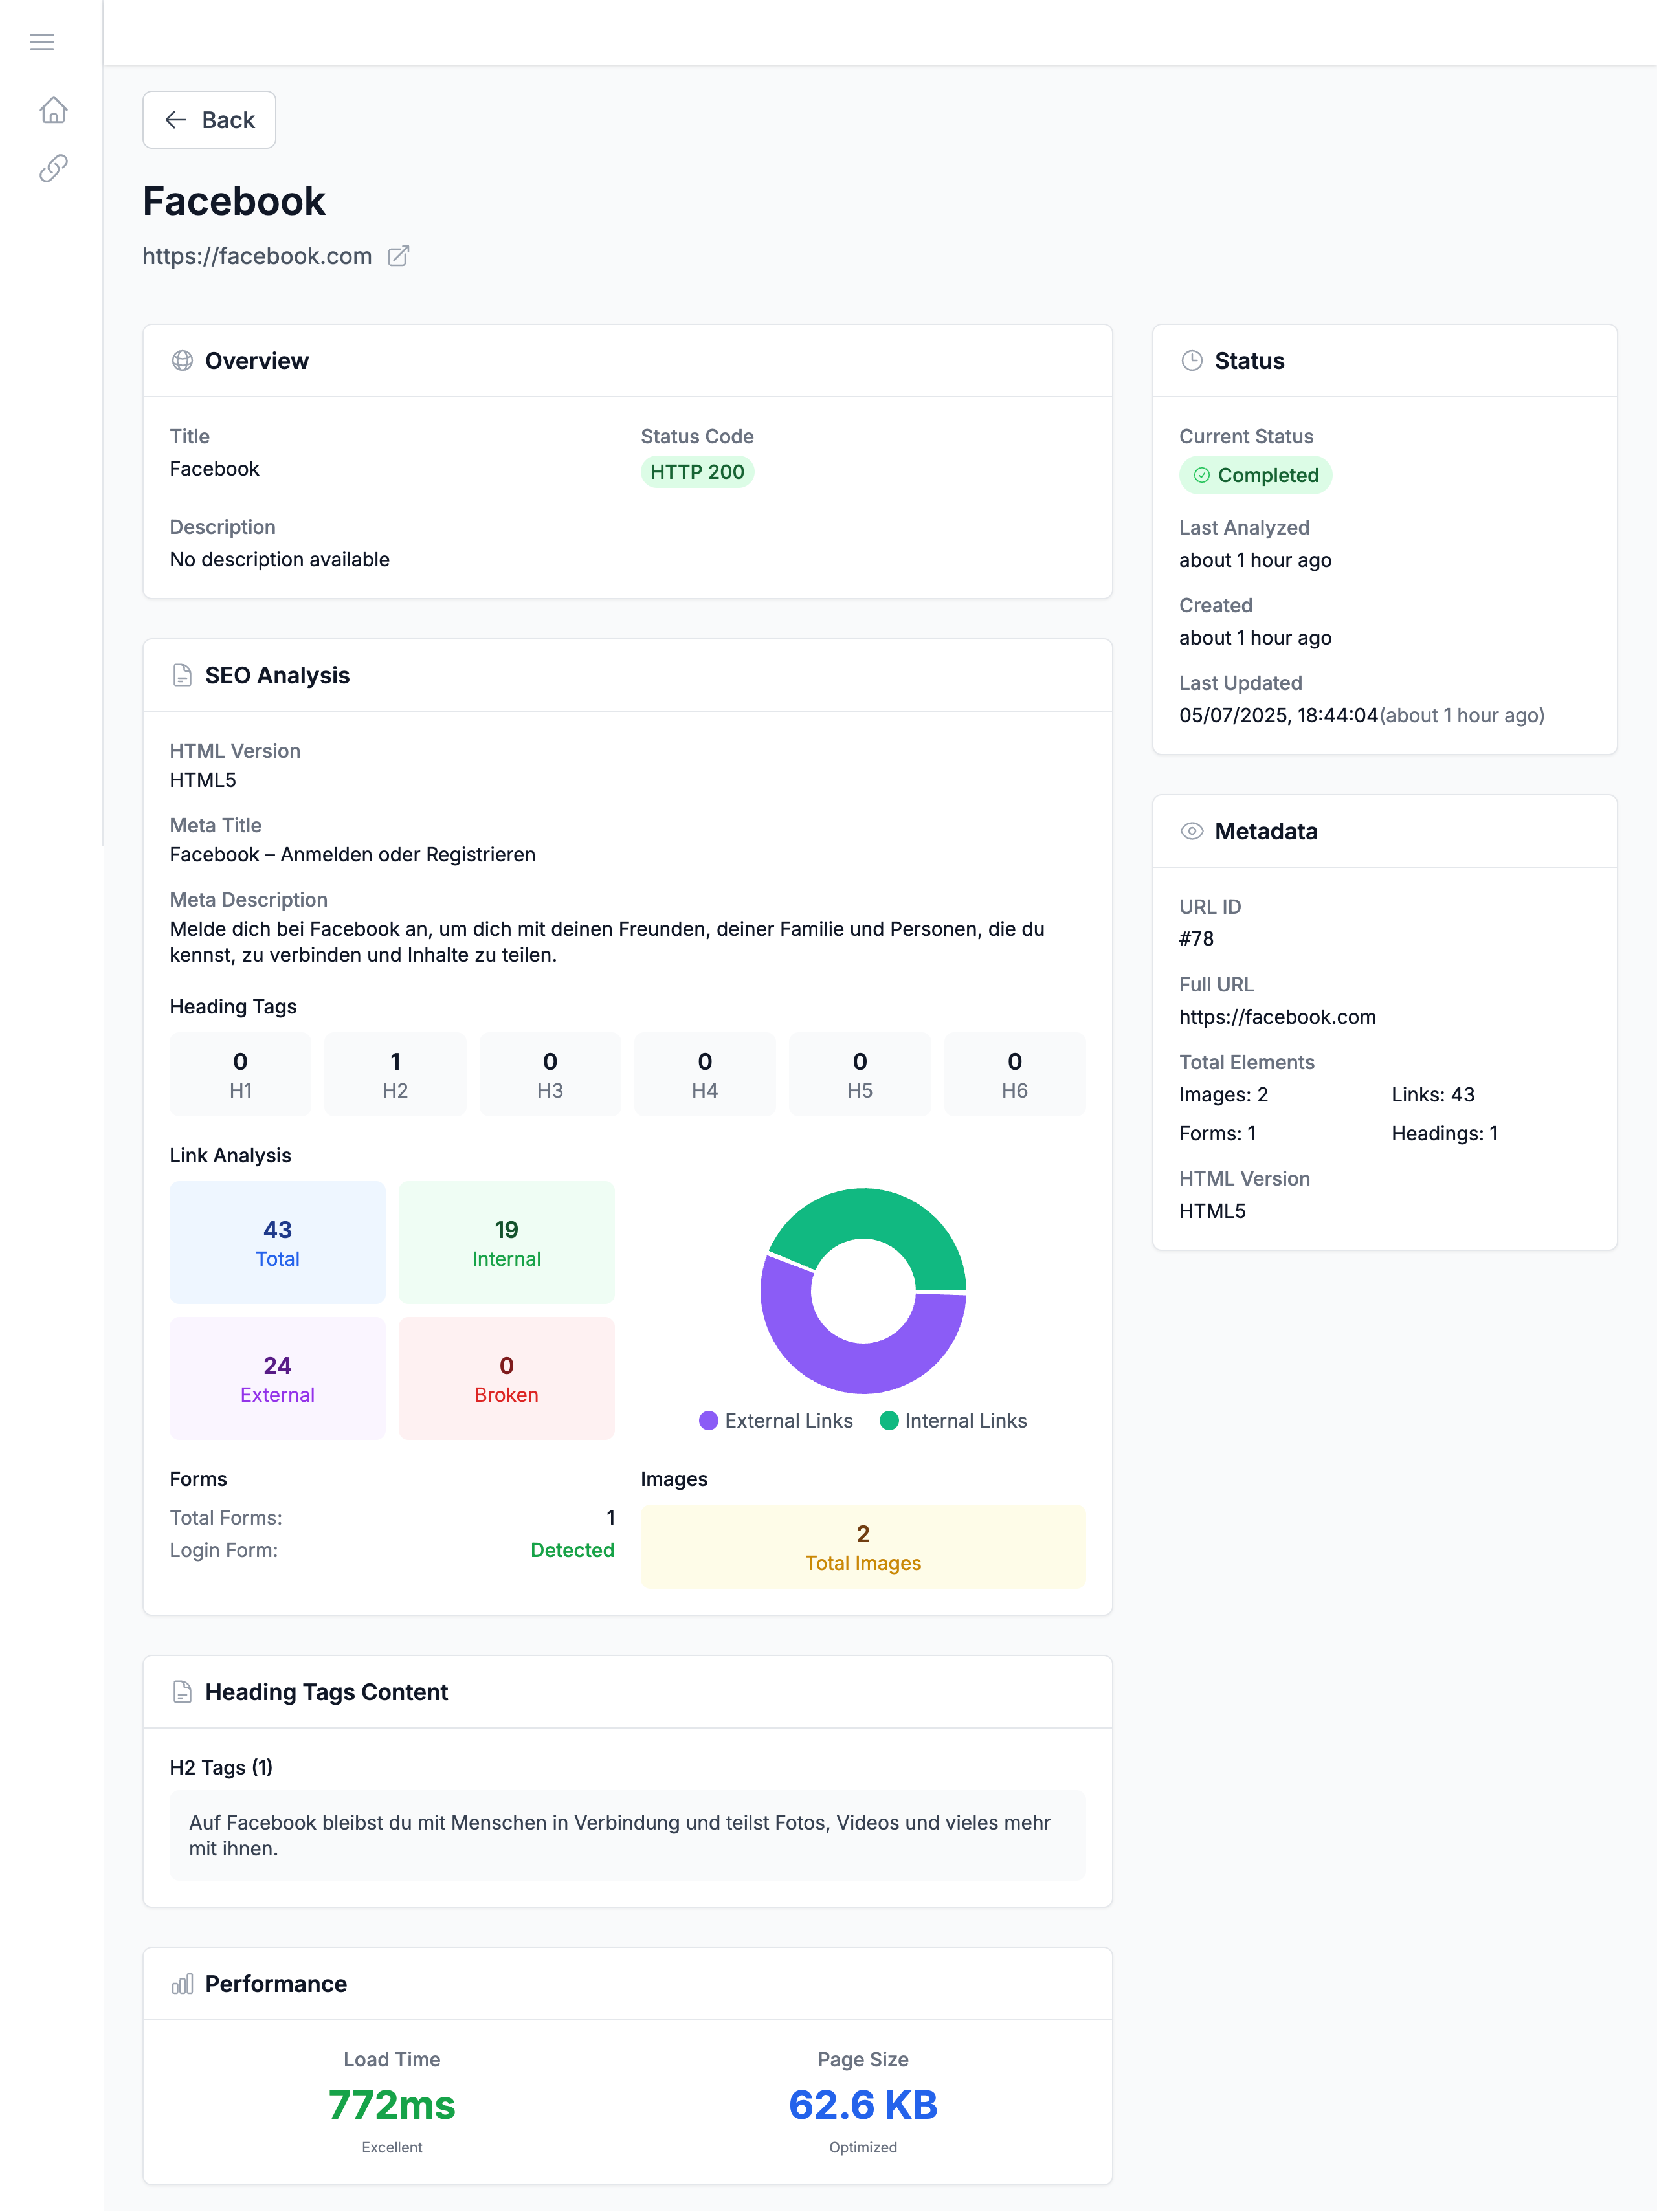 Back
Facebook
https://facebook.com
Overview
Title
Facebook
Status Code
HTTP 200
Description
No description available
SEO Analysis
HTML Version
HTML5
Meta Title
Facebook – Anmelden oder Registrieren
Meta Description
Melde dich bei Facebook an, um dich mit deinen Freunden, deiner Familie und Personen, die du
kennst, zu verbinden und Inhalte zu teilen.
Heading Tags
0
H1
1
H2
0
H3
0
H4
0
H5
0
H6
Link Analysis
43
Total
19
Internal
24
External
0
Broken
External Links
Internal Links
Forms
Total Forms:
1
Login Form:
Detected
Images
2
Total Images
Heading Tags Content
H2 Tags (1)
Auf Facebook bleibst du mit Menschen in Verbindung und teilst Fotos, Videos und vieles mehr
mit ihnen.
Performance
Load Time
772ms
Excellent
Page Size
62.6 KB
Optimized
Status
Current Status
Completed
Last Analyzed
about 1 hour ago
Created
about 1 hour ago
Last Updated
05/07/2025, 18:44:04(about 1 hour ago)
Metadata
URL ID
#78
Full URL
https://facebook.com
Total Elements
Images: 2
Links: 43
Forms: 1
Headings: 1
HTML Version
HTML5